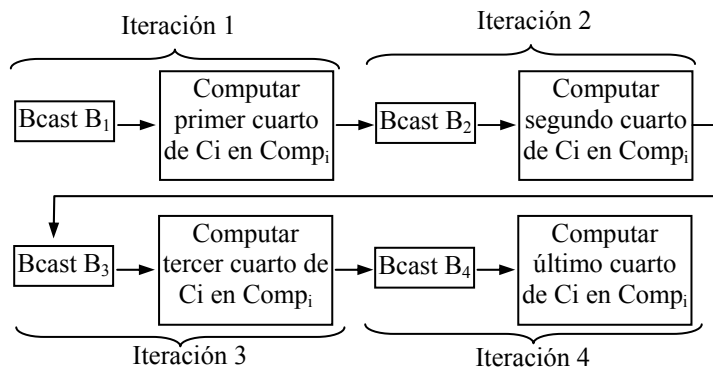 Iteración 1
Iteración 2
Bcast B1
Computar
primer cuarto
de Ci en Compi
Bcast B2
Computar
segundo cuarto
de Ci en Compi
Bcast B3
Computar
tercer cuarto de
Ci en Compi
Bcast B4
Computar
último cuarto
de Ci en Compi
Iteración 3
Iteración 4